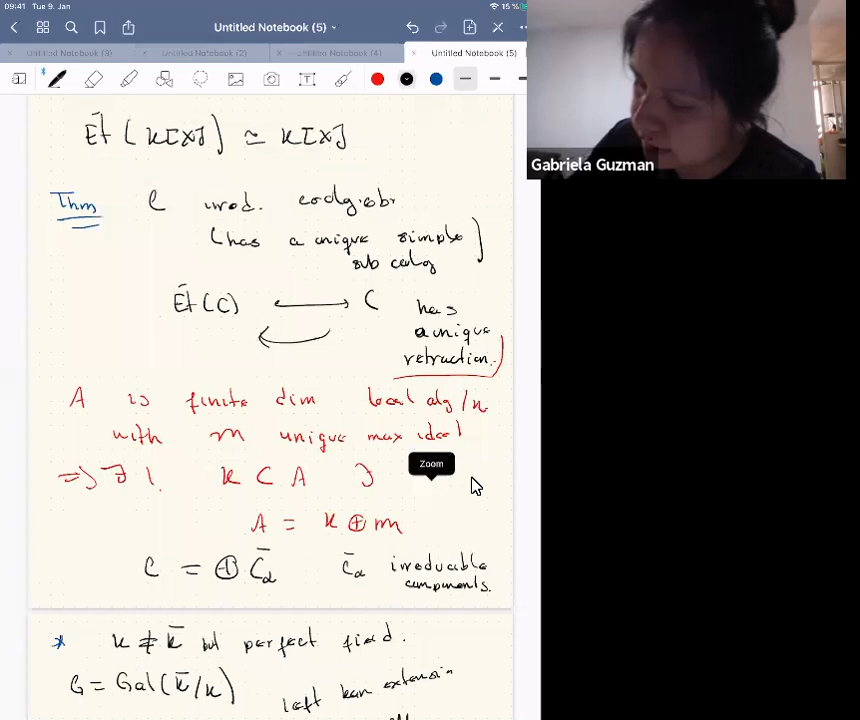 09:41 Tue 9. Jan
15 %
Untitled Notebook (5)
Untitled Notebook (3)
Untitled Notebook (2)
Untitled Notebook (4)
Untitled Notebook (5)
Gabriela Guzman
Ét (k[X]) ≃ k[X]
Thm C irred.
(has a unique simple
sub coalg)
Ét(C) ⟷ C has
a unique
retraction.
A is finite dim local alg/k
with m unique max ideal
=> ∃! k ⊂ A
Zoom
A = k ⊕ m
C = ⊕ C̄α C̄α irreducible
components.
* k ≠ k̄ but perfect field.
G = Gal(k̄/k) left kan extension